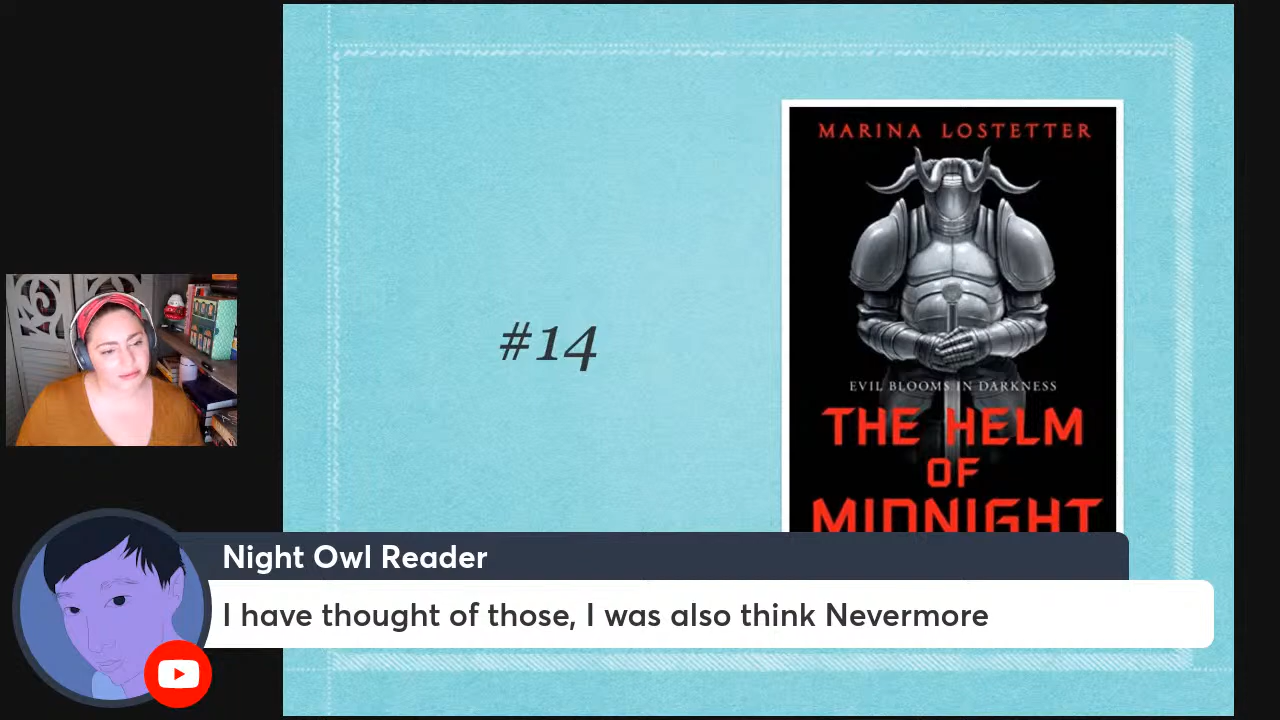 MARINA LOSTETTER
#14
EVIL BLOOMS IN DARKNESS
THE HELM
OF
MIDNIGHT
Night Owl Reader
I have thought of those, I was also think Nevermore